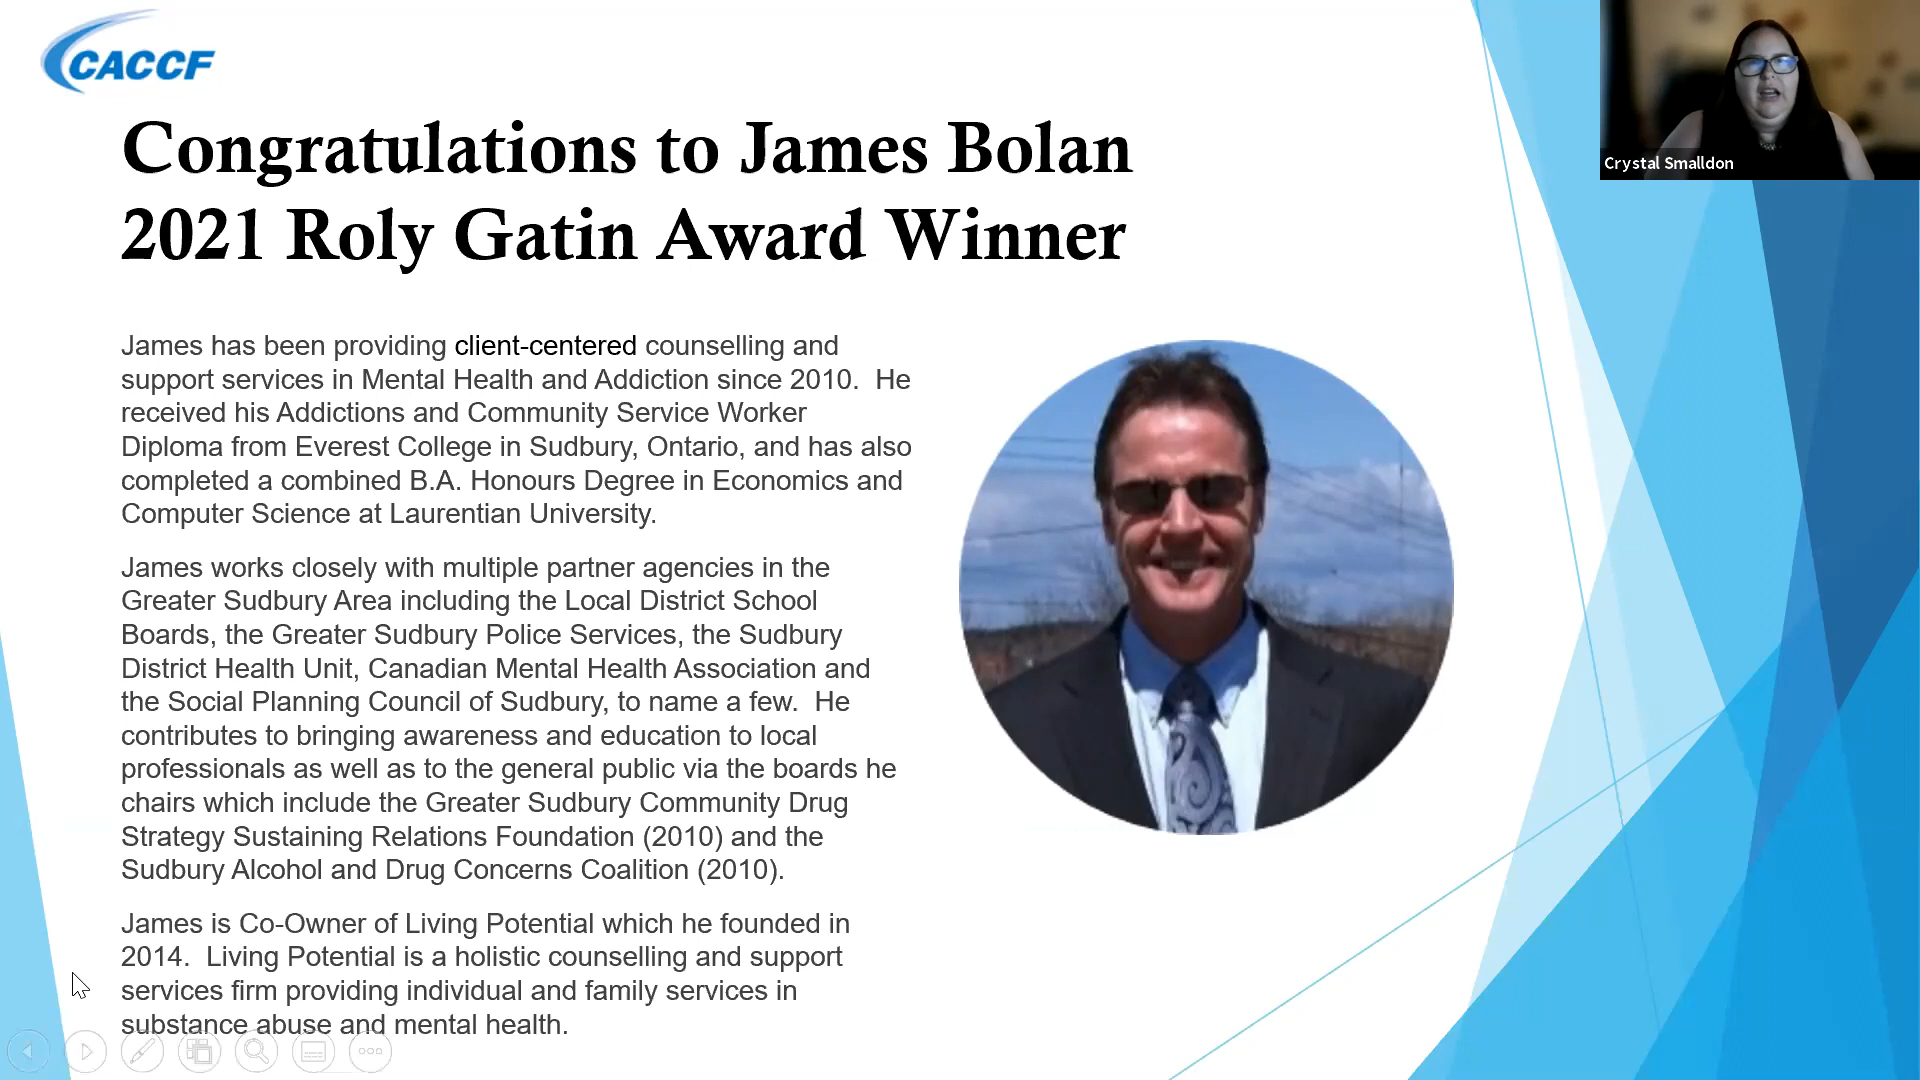 CACCF
Congratulations to James Bolan
2021 Roly Gatin Award Winner
Crystal Smalldon
James has been providing client-centered counselling and
support services in Mental Health and Addiction since 2010.  He
received his Addictions and Community Service Worker
Diploma from Everest College in Sudbury, Ontario, and has also
completed a combined B.A. Honours Degree in Economics and
Computer Science at Laurentian University.
James works closely with multiple partner agencies in the
Greater Sudbury Area including the Local District School
Boards, the Greater Sudbury Police Services, the Sudbury
District Health Unit, Canadian Mental Health Association and
the Social Planning Council of Sudbury, to name a few.  He
contributes to bringing awareness and education to local
professionals as well as to the general public via the boards he
chairs which include the Greater Sudbury Community Drug
Strategy Sustaining Relations Foundation (2010) and the
Sudbury Alcohol and Drug Concerns Coalition (2010).
James is Co-Owner of Living Potential which he founded in
2014.  Living Potential is a holistic counselling and support
services firm providing individual and family services in
substance abuse and mental health.